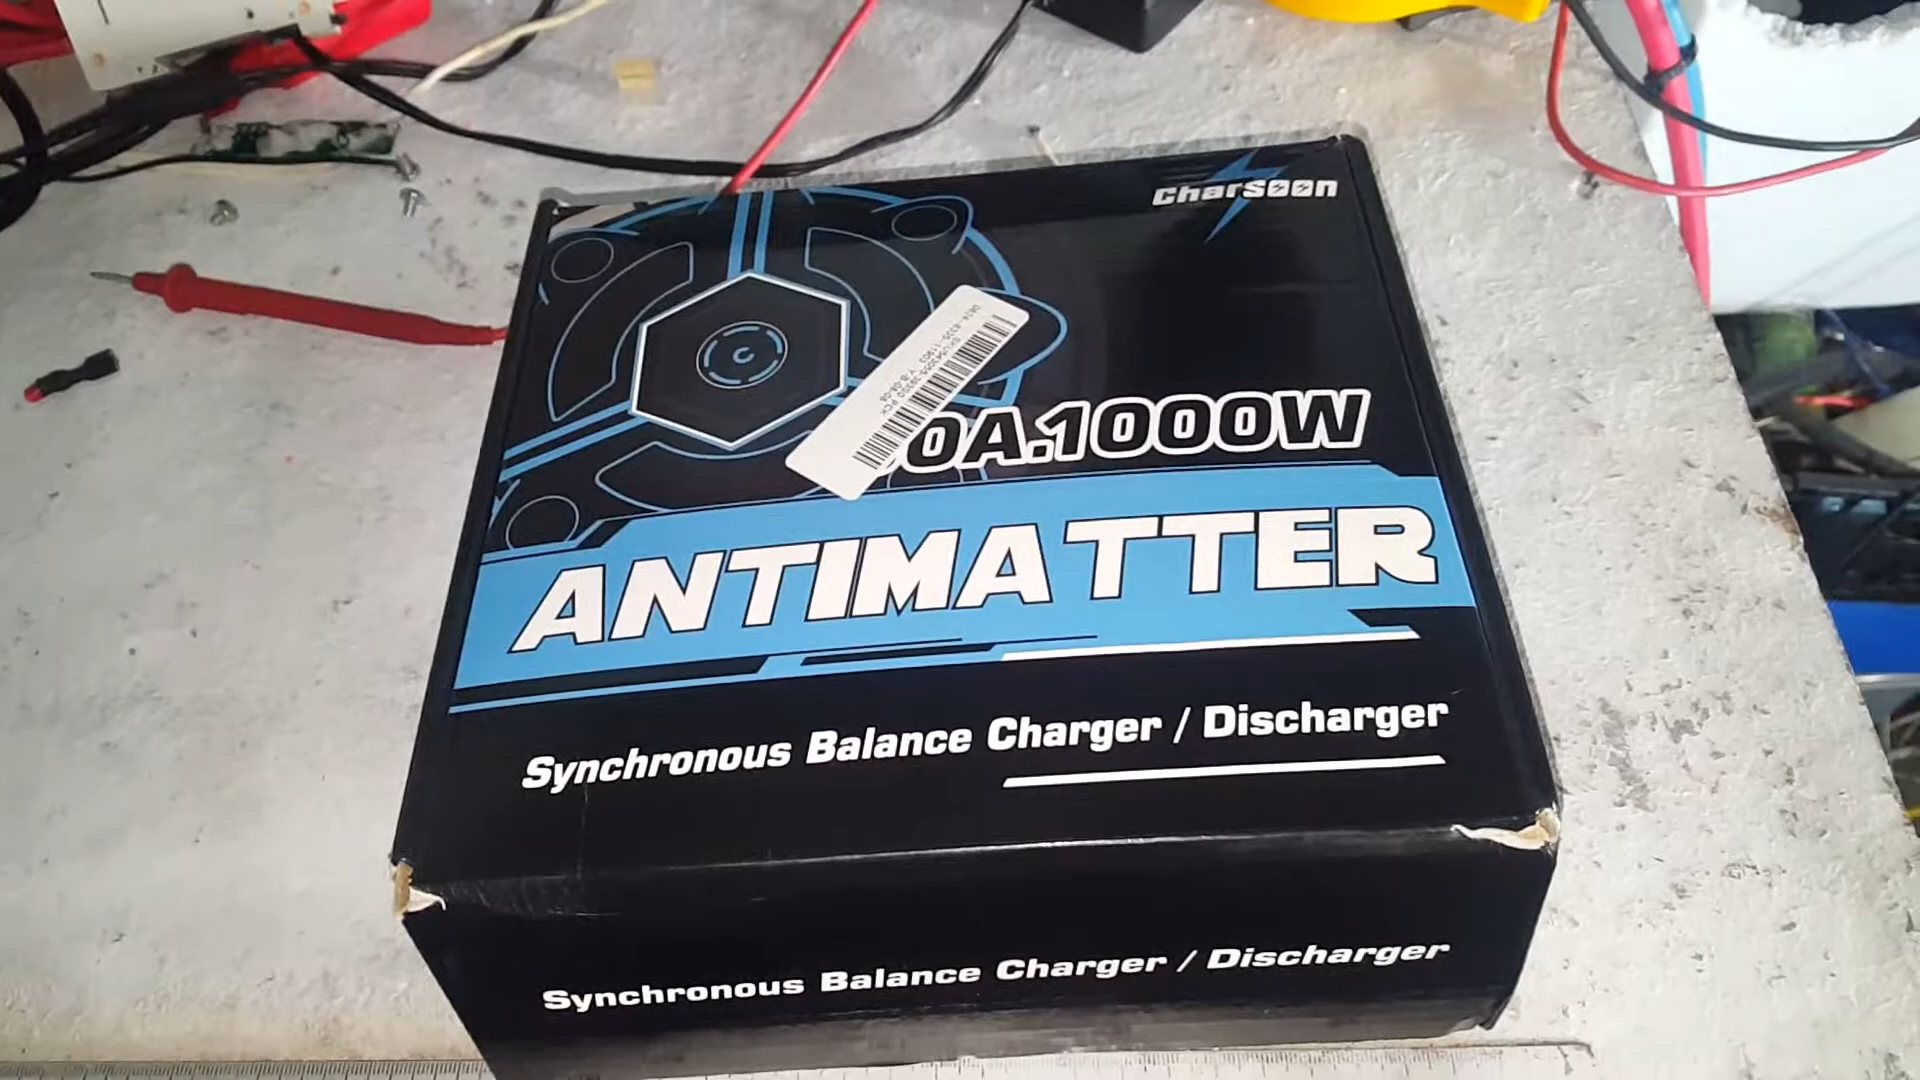 Charsoon
0A.1000W
ANTIMATTER
Synchronous Balance Charger / Discharger
Synchronous Balance Charger / Discharger